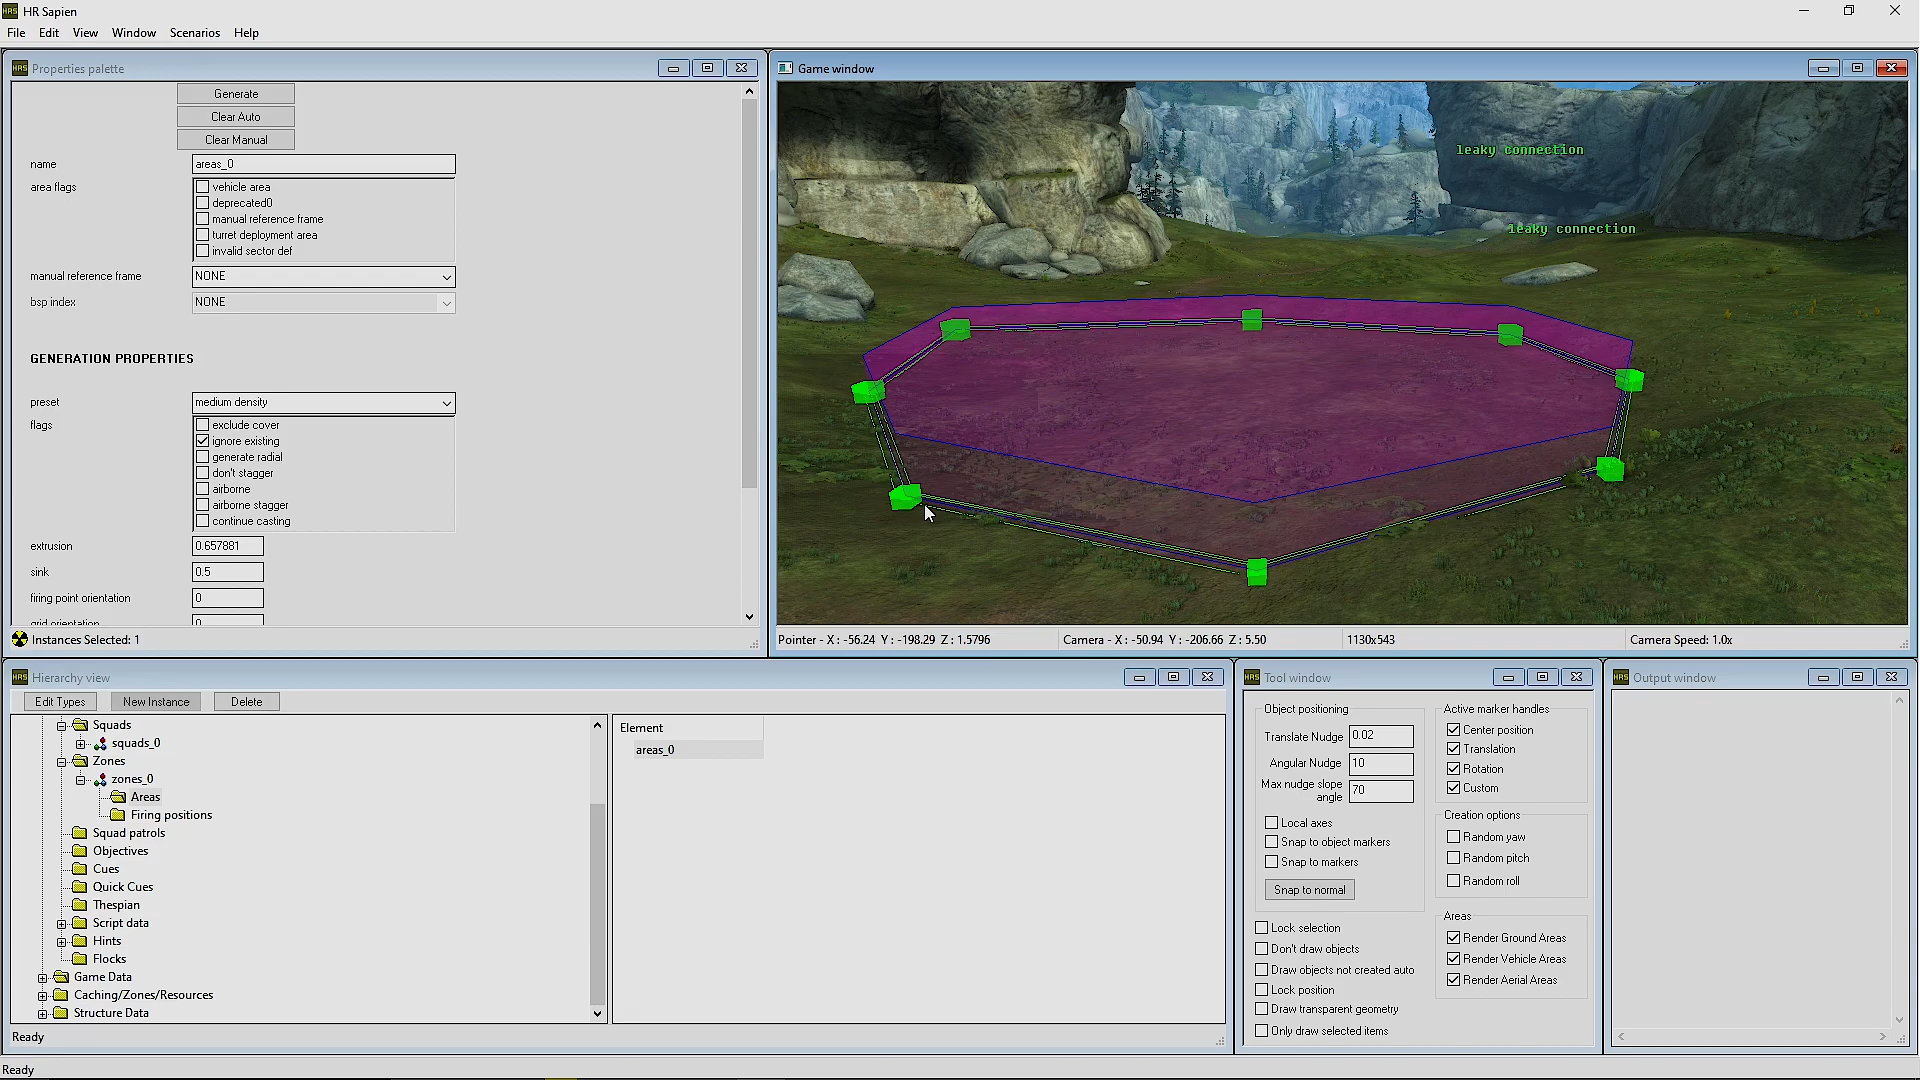 HRS HR Sapien
File Edit View Window Scenarios Help
HRS Properties palette
Generate
Clear Auto
Clear Manual
name areas_0
area flags
vehicle area
deprecated0
manual reference frame
turret deployment area
invalid sector def
manual reference frame NONE
bsp index NONE
GENERATION PROPERTIES
preset medium density
flags
exclude cover
ignore existing
generate radial
don't stagger
airborne
airborne stagger
continue casting
extrusion 0.657881
sink 0.5
firing point orientation 0
grid orientation 0
Instances Selected: 1
Game window
leaky connection
leaky connection
Pointer - X : -56.24 Y : -198.29 Z : 1.5796
Camera - X : -50.94 Y : -206.66 Z : 5.50
1130x543
Camera Speed: 1.0x
HRS Hierarchy view
Edit Types New Instance Delete
Squads
squads_0
Zones
zones_0
Areas
Firing positions
Squad patrols
Objectives
Cues
Quick Cues
Thespian
Script data
Hints
Flocks
Game Data
Caching/Zones/Resources
Structure Data
Element
areas_0
Ready
HRS Tool window
Object positioning
Translate Nudge 0.02
Angular Nudge 10
Max nudge slope
angle 70
Local axes
Snap to object markers
Snap to markers
Snap to normal
Lock selection
Don't draw objects
Draw objects not created auto
Lock position
Draw transparent geometry
Only draw selected items
Active marker handles
Center position
Translation
Rotation
Custom
Creation options
Random yaw
Random pitch
Random roll
Areas
Render Ground Areas
Render Vehicle Areas
Render Aerial Areas
HRS Output window
Ready